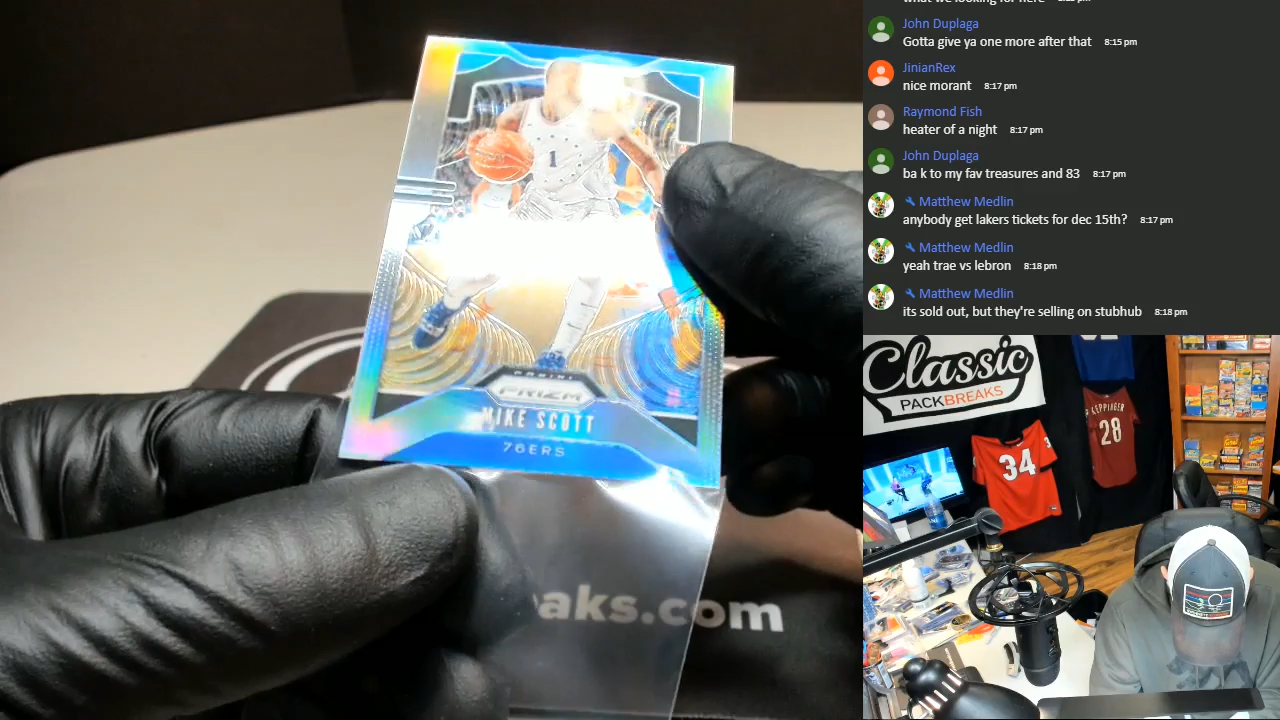 1
PANINI
PRIZM
MIKE SCOTT
76ERS
aks.com
John Duplaga
Gotta give ya one more after that 8:15 pm
JinianRex
nice morant 8:17 pm
Raymond Fish
heater of a night 8:17 pm
John Duplaga
ba k to my fav treasures and 83 8:17 pm
Matthew Medlin
anybody get lakers tickets for dec 15th? 8:17 pm
Matthew Medlin
yeah trae vs lebron 8:18 pm
Matthew Medlin
its sold out, but they're selling on stubhub 8:18 pm
Classic
PACKBREAKS
KEPPINGER
28
34